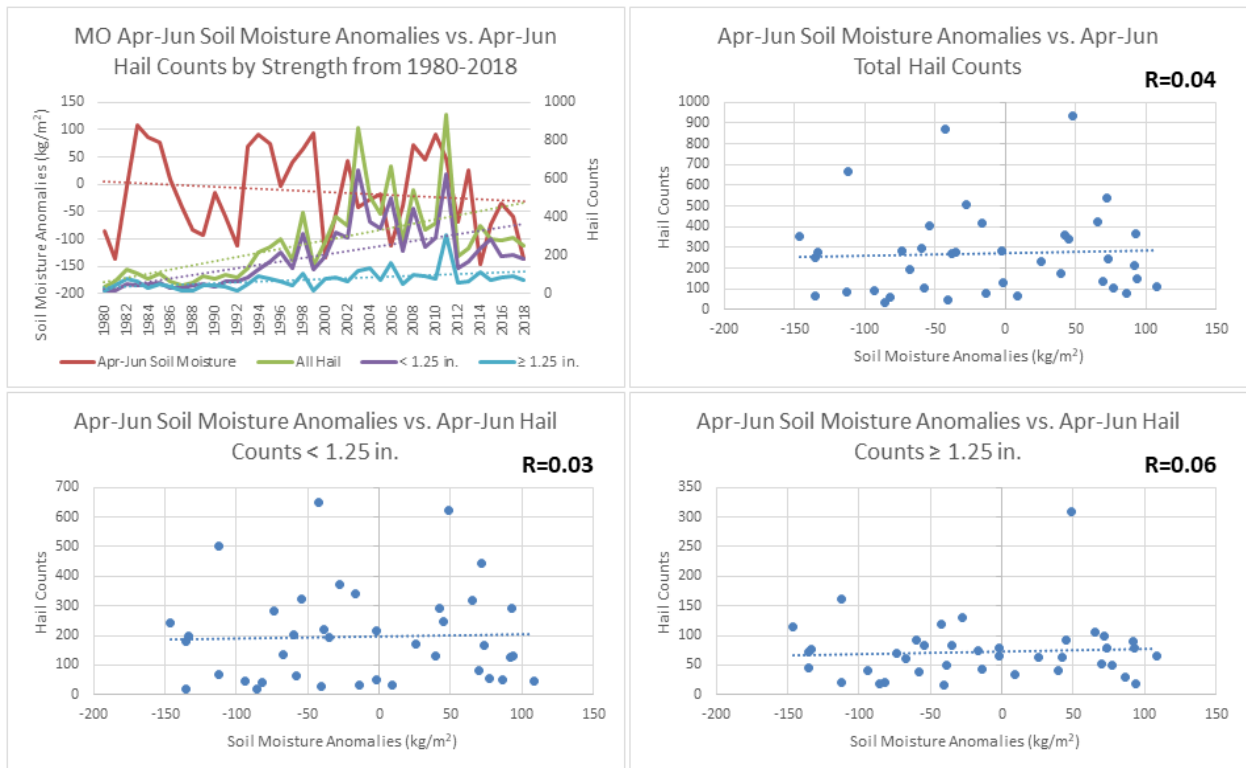 MO Apr-Jun Soil Moisture Anomalies vs. Apr-Jun
Hail Counts by Strength from 1980-2018
Soil Moisture Anomalies (kg/m²)
150
100
50
0
-50
-100
-150
-200
1000
800
600
400
200
0
Hail Counts
1980
1982
1984
1986
1988
1990
1992
1994
1996
1998
2000
2002
2004
2006
2008
2010
2012
2014
2016
2018
Apr-Jun Soil Moisture
All Hail
< 1.25 in.
≥ 1.25 in.
Apr-Jun Soil Moisture Anomalies vs. Apr-Jun
Total Hail Counts
R=0.04
Hail Counts
1000
900
800
700
600
500
400
300
200
100
0
-200 -150 -100 -50 0 50 100 150
Soil Moisture Anomalies (kg/m²)
Apr-Jun Soil Moisture Anomalies vs. Apr-Jun Hail
Counts < 1.25 in.
R=0.03
Hail Counts
700
600
500
400
300
200
100
0
-200 -150 -100 -50 0 50 100 150
Soil Moisture Anomalies (kg/m²)
Apr-Jun Soil Moisture Anomalies vs. Apr-Jun Hail
Counts ≥ 1.25 in.
R=0.06
Hail Counts
350
300
250
200
150
100
50
0
-200 -150 -100 -50 0 50 100 150
Soil Moisture Anomalies (kg/m²)